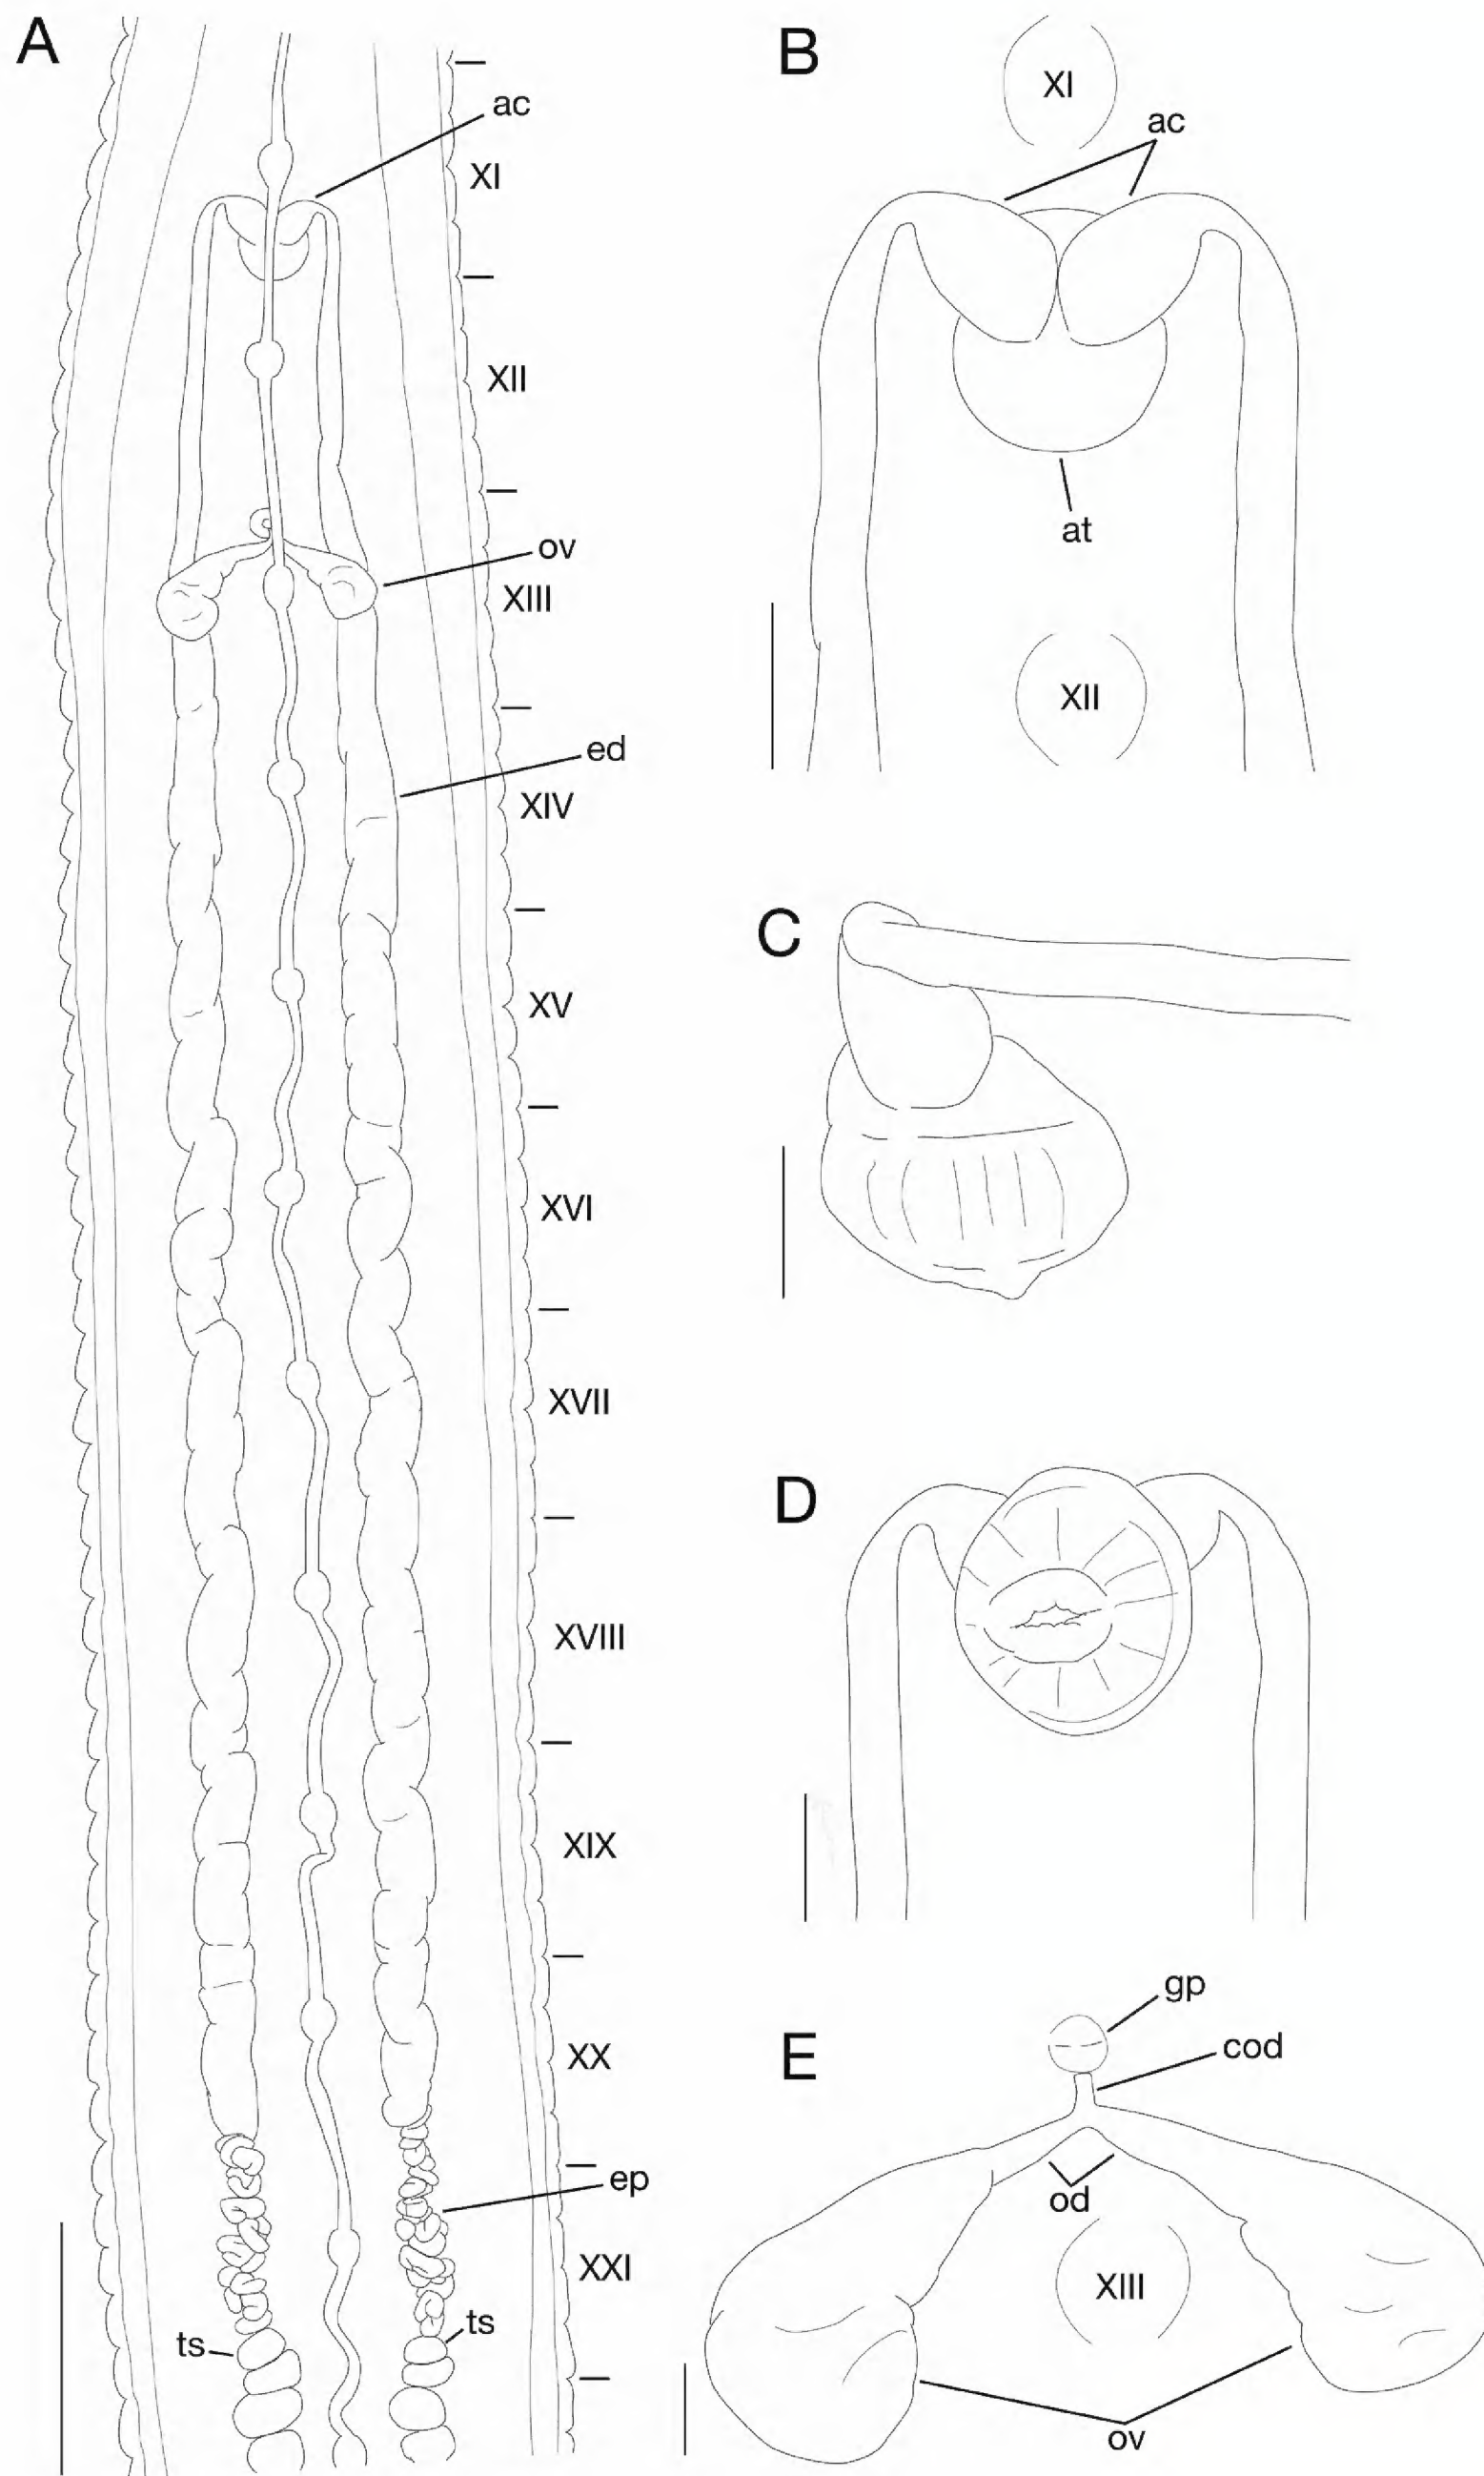 A
ac
XI
XII
ov
XIII
ed
XIV
XV
XVI
XVII
XVIII
XIX
XX
ep
XXI
ts
ts
B
XI
ac
at
XII
C
D
E
gp
cod
od
XIII
ov